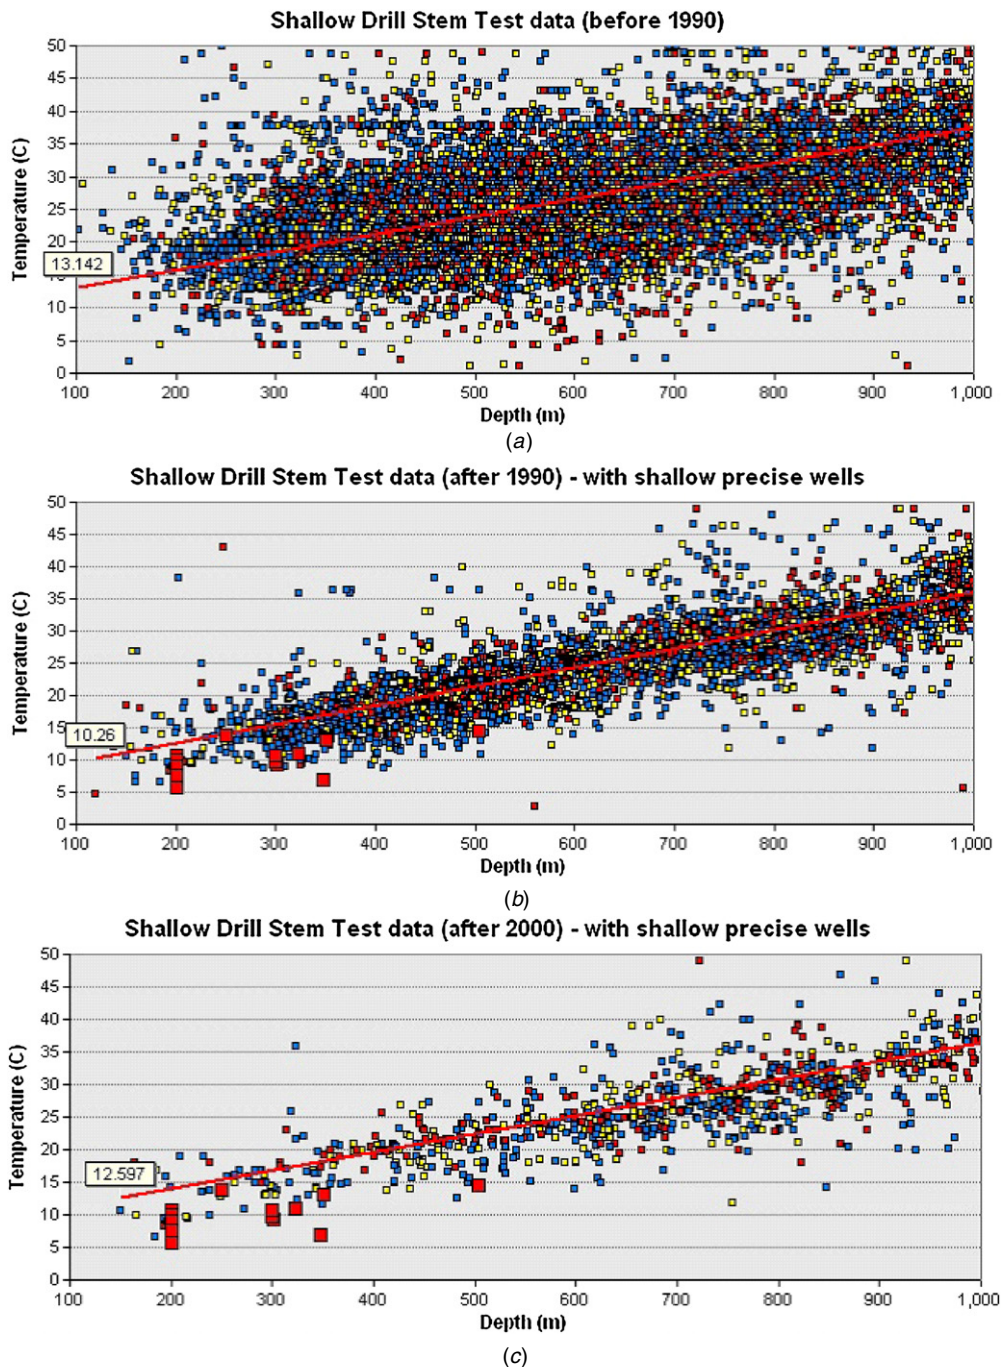 Shallow Drill Stem Test data (before 1990)
50
45
40
35
30
25
20
15
10
5
0
Temperature (C)
13.142
100 200 300 400 500 600 700 800 900 1,000
Depth (m)
(a)
Shallow Drill Stem Test data (after 1990) - with shallow precise wells
50
45
40
35
30
25
20
15
10
5
0
Temperature (C)
10.26
100 200 300 400 500 600 700 800 900 1,000
Depth (m)
(b)
Shallow Drill Stem Test data (after 2000) - with shallow precise wells
50
45
40
35
30
25
20
15
10
5
0
Temperature (C)
12.597
100 200 300 400 500 600 700 800 900 1,000
Depth (m)
(c)